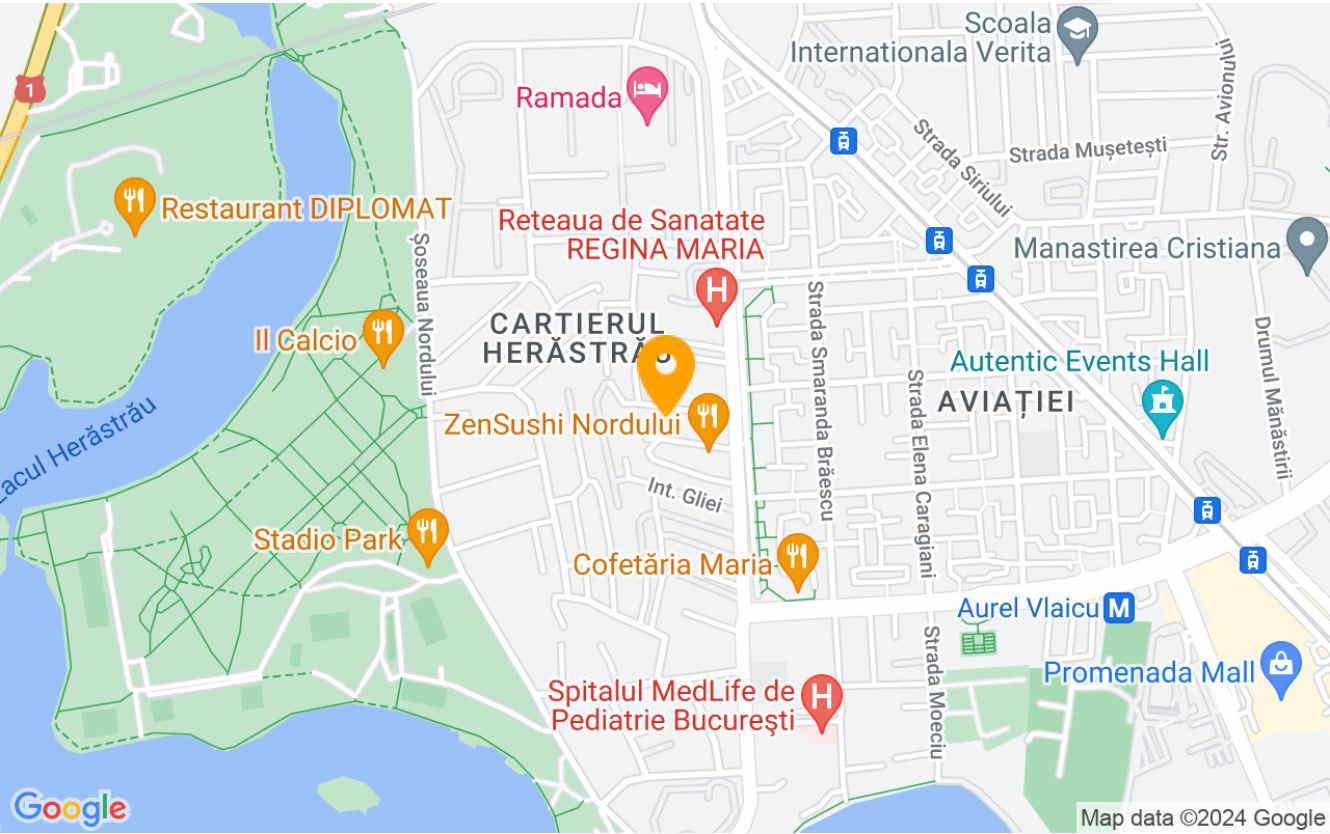 Scoala
Internationala Verita
1
Ramada
Str. Avionului
Strada Siriului
Strada Mușetești
Restaurant DIPLOMAT
Reteaua de Sanatate
REGINA MARIA
H
Manastirea Cristiana
Șoseaua Nordului
CARTIERUL
Il Calcio
Strada Smaranda Brăescu
Drumul Mănăstirii
Autentic Events Hall
Strada Elena Caragiani
AVIAȚIEI
Lacul Herăstrău
ZenSushi Nordului
Int. Gliei
Stadio Park
Cofetăria Maria
Aurel Vlaicu M
Strada Moeciu
Promenada Mall
Spitalul MedLife de
Pediatrie Bucureşti
H
Google
Map data ©2024 Google